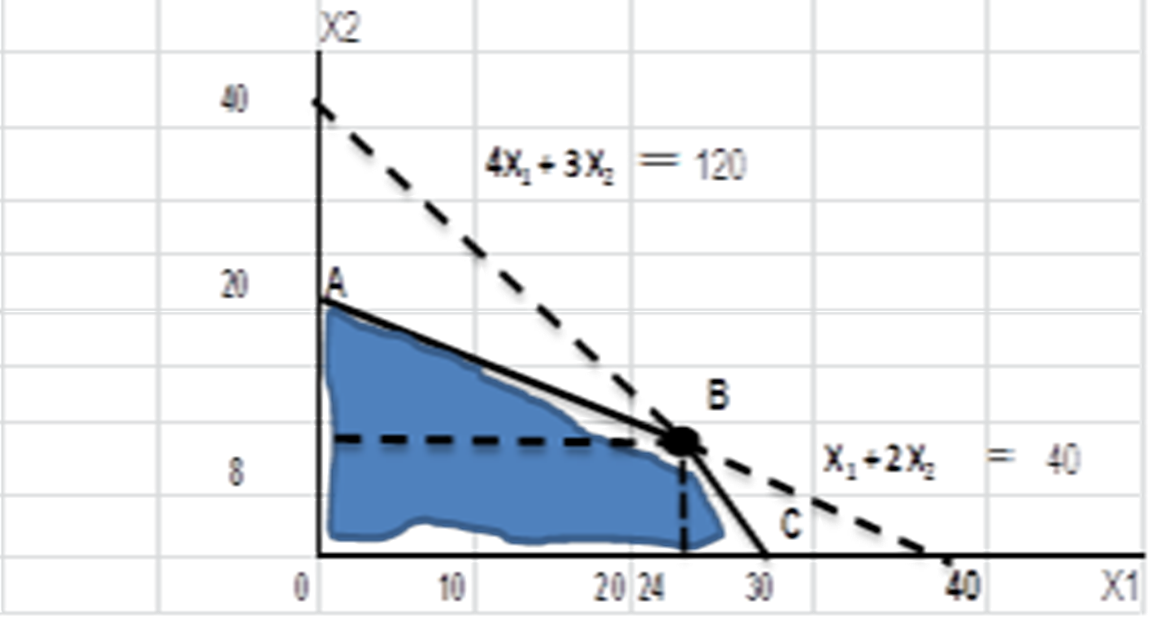 X2
40
4X₁ + 3X₂ = 120
20
A
B
X₁ + 2X₂ = 40
8
C
0 10 20 24 30 40 X1